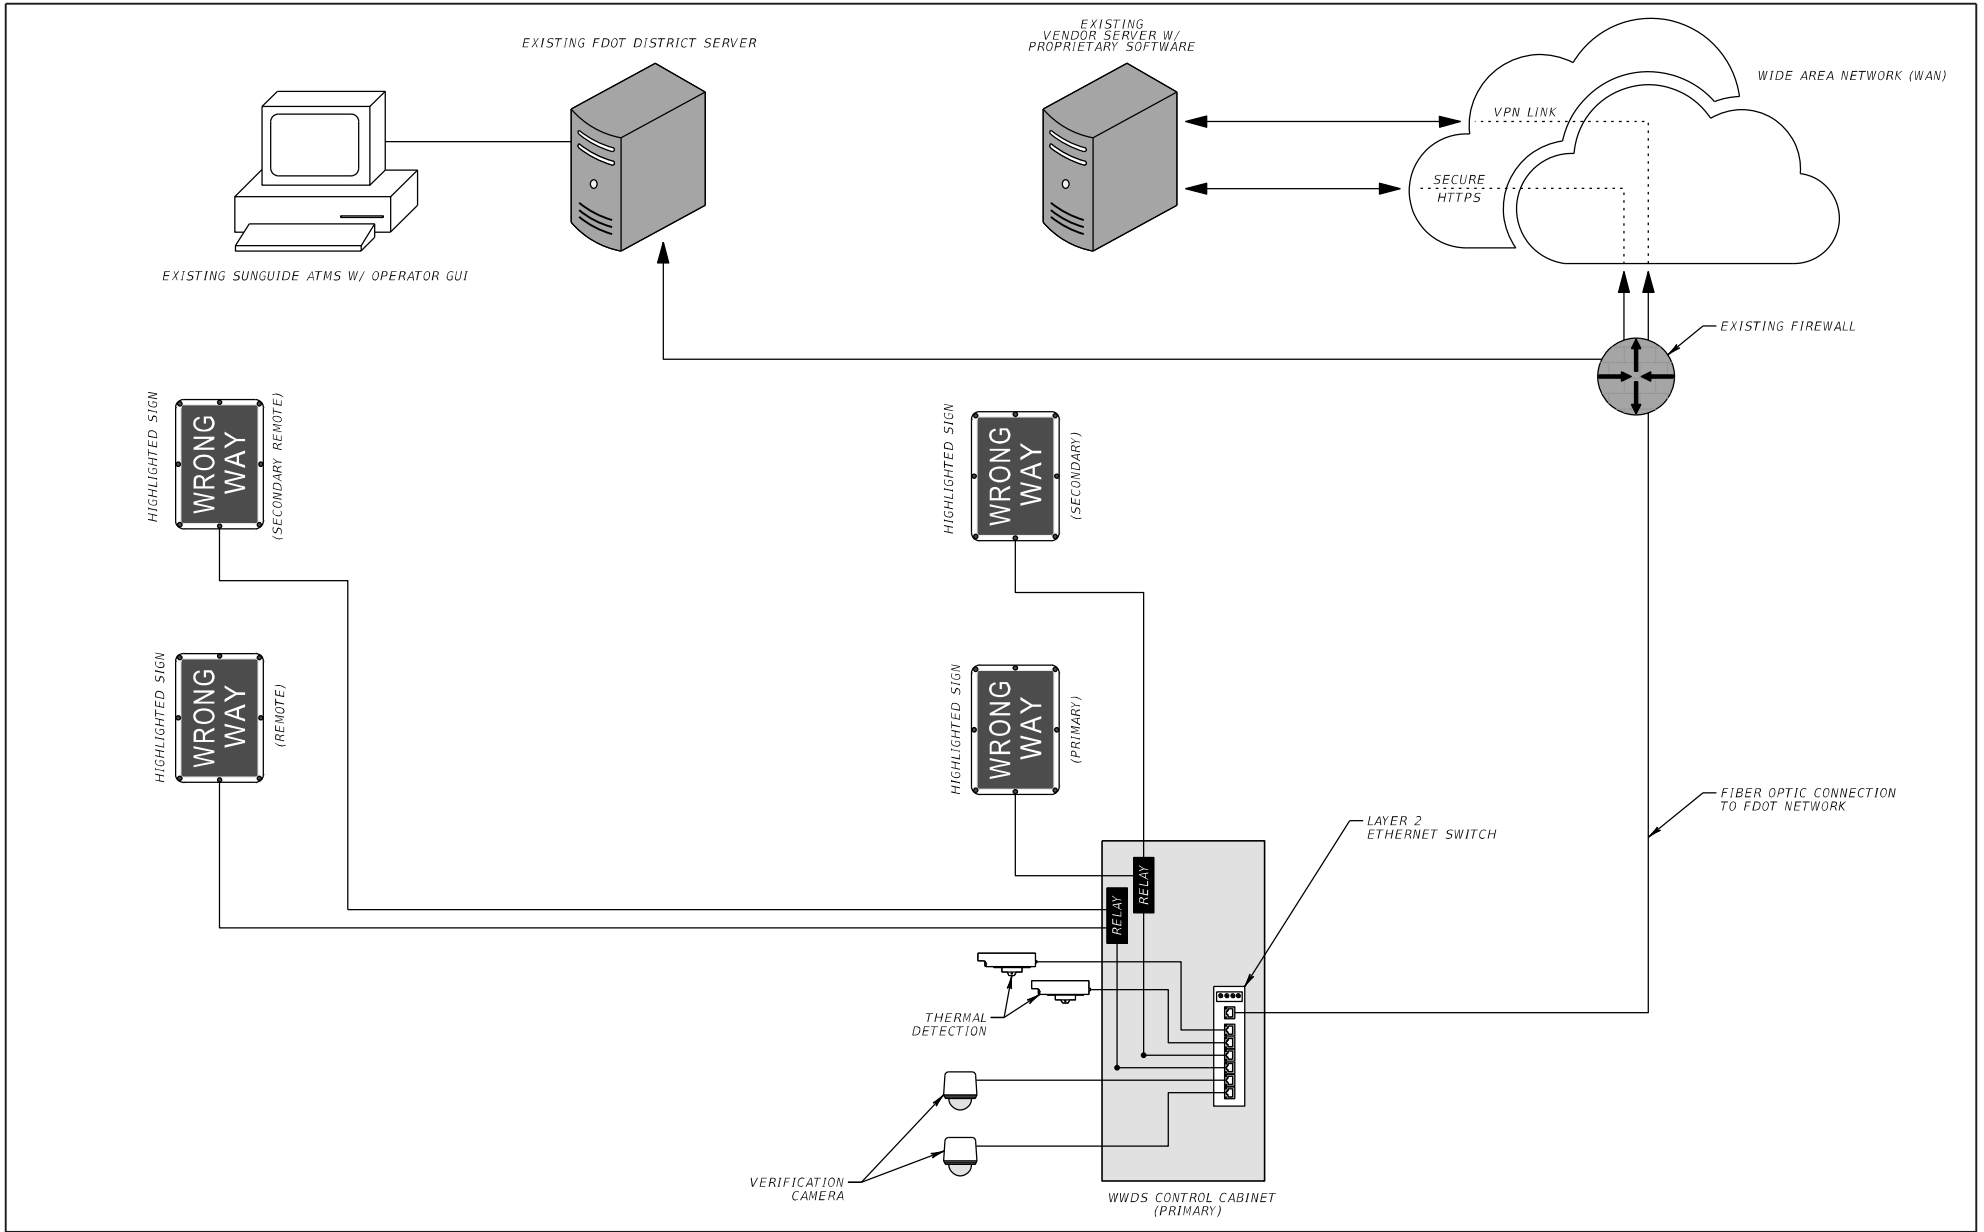 EXISTING FDOT DISTRICT SERVER
EXISTING
VENDOR SERVER W/
PROPRIETARY SOFTWARE
WIDE AREA NETWORK (WAN)
VPN LINK
SECURE
HTTPS
EXISTING SUNGUIDE ATMS W/ OPERATOR GUI
EXISTING FIREWALL
HIGHLIGHTED SIGN
WRONG
WAY
(SECONDARY REMOTE)
HIGHLIGHTED SIGN
WRONG
WAY
(SECONDARY)
HIGHLIGHTED SIGN
WRONG
WAY
(REMOTE)
HIGHLIGHTED SIGN
WRONG
WAY
(PRIMARY)
FIBER OPTIC CONNECTION
TO FDOT NETWORK
LAYER 2
ETHERNET SWITCH
RELAY
RELAY
THERMAL
DETECTION
VERIFICATION
CAMERA
WWDS CONTROL CABINET
(PRIMARY)